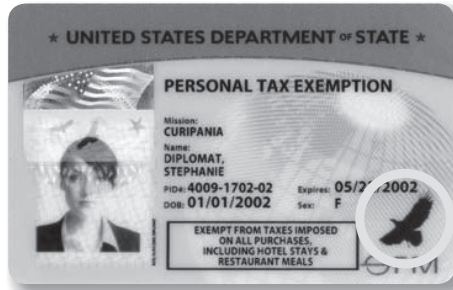 ★ UNITED STATES DEPARTMENT OF STATE ★
PERSONAL TAX EXEMPTION
Mission:
CURIPANIA
Name:
DIPLOMAT,
STEPHANIE
PID#: 4009-1702-02 Expires: 05/21/2002
DOB: 01/01/2002 Sex: F
EXEMPT FROM TAXES IMPOSED
ON ALL PURCHASES,
INCLUDING HOTEL STAYS &
RESTAURANT MEALS
OFM